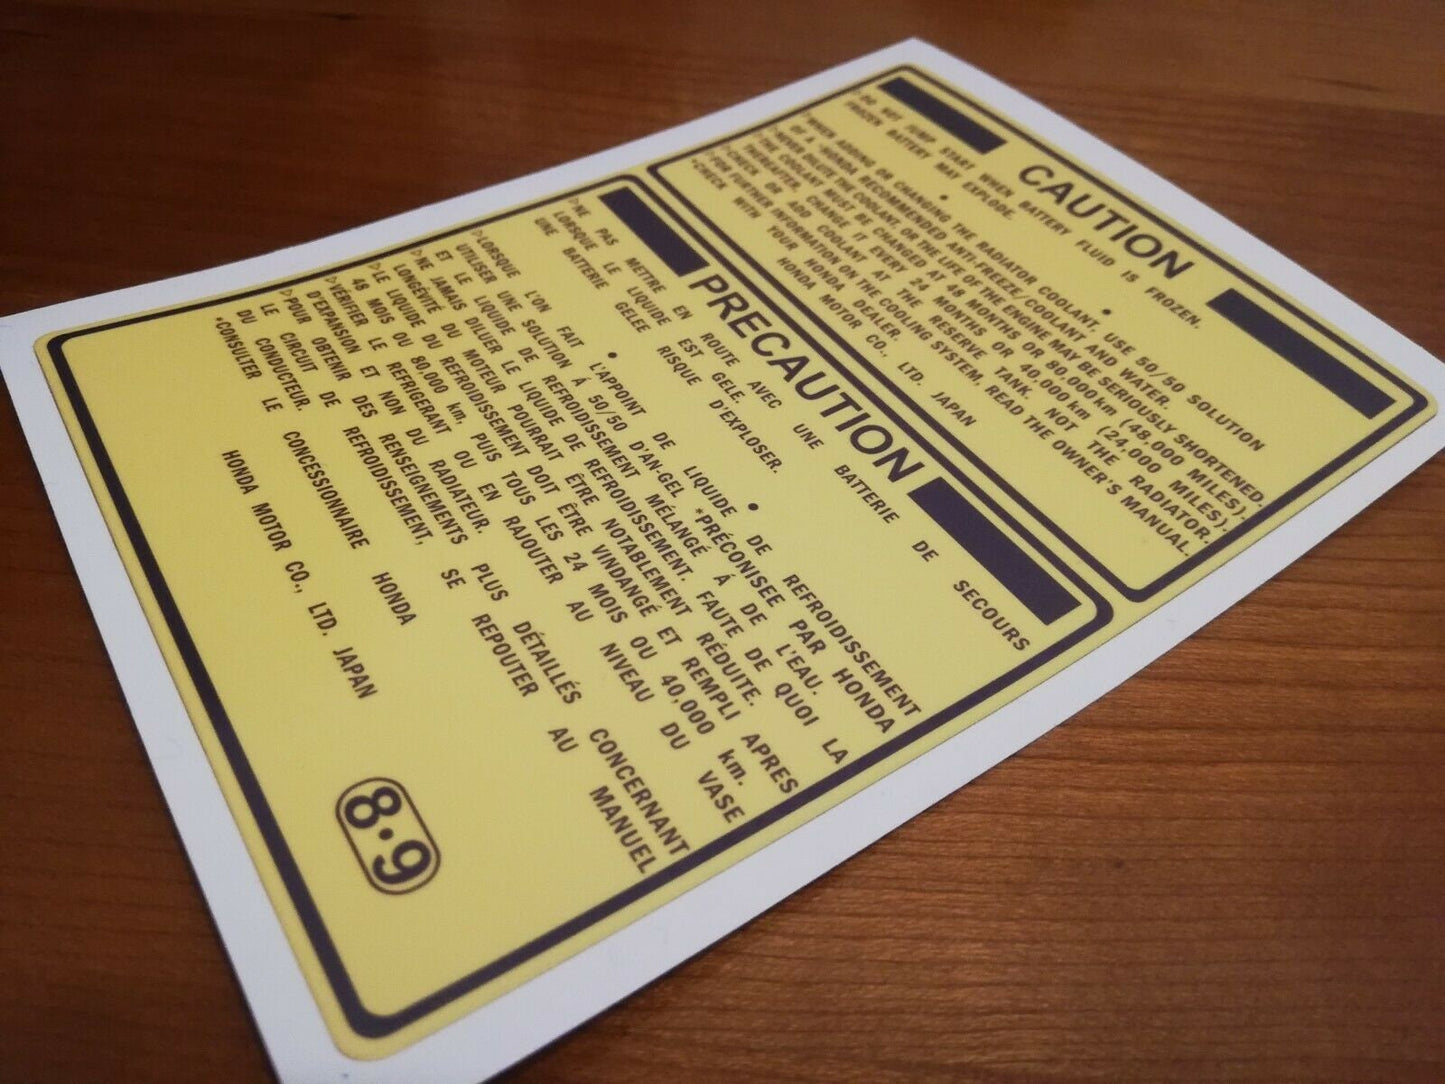 CAUTION
▷DO NOT JUMP START WHEN BATTERY FLUID IS FROZEN.
FROZEN BATTERY MAY EXPLODE.
• •
▷WHEN ADDING OR CHANGING THE RADIATOR COOLANT, USE 50/50 SOLUTION
OF A *HONDA RECOMMENDED ANTI-FREEZE/COOLANT AND WATER.
▷NEVER DILUTE THE COOLANT, OR THE LIFE OF THE ENGINE MAY BE SERIOUSLY SHORTENED.
▷THE COOLANT MUST BE CHANGED AT 48 MONTHS OR 80,000km (48,000 MILES).
THEREAFTER, CHANGE IT EVERY 24 MONTHS OR 40,000km (24,000 MILES).
▷CHECK OR ADD COOLANT AT THE RESERVE TANK. NOT THE RADIATOR.
▷FOR FURTHER INFORMATION ON THE COOLING SYSTEM, READ THE OWNER'S MANUAL.
*CHECK WITH YOUR HONDA DEALER.
HONDA MOTOR CO., LTD. JAPAN
PRECAUTION
▷NE PAS METTRE EN ROUTE AVEC UNE BATTERIE DE SECOURS
LORSQUE LE LIQUIDE EST GELE.
UNE BATTERIE GELEE RISQUE D'EXPLOSER.
• •
▷LORSQUE L'ON FAIT L'APPOINT DE LIQUIDE DE REFROIDISSEMENT
UTILISER UNE SOLUTION À 50/50 D'AN-GEL *PRÉCONISEE PAR HONDA
ET LE LIQUIDE DE REFROIDISSEMENT MÉLANGÉ Á DE L'EAU.
▷NE JAMAIS DILUER LE LIQUIDE DE REFROIDISSEMENT. FAUTE DE QUOI LA
LONGÉVITÉ DU MOTEUR POURRAIT ÊTRE NOTABLEMENT RÉDUITE.
▷LE LIQUIDE DU REFROIDISSEMENT DOIT ÊTRE VINDANGÉ ET REMPLI APRES
48 MOIS OU 80,000 km, PUIS TOUS LES 24 MOIS OU 40,000 km.
▷VÉRIFIER LE REFRIGERANT OU EN RAJOUTER AU NIVEAU DU VASE
D'EXPANSION ET NON DU RADIATEUR.
▷POUR OBTENIR DES RENSEIGNEMENTS PLUS DÉTAILLÉS CONCERNANT
LE CIRCUIT DE REFROIDISSEMENT, SE REPOUTER AU MANUEL
DU CONDUCTEUR.
*CONSULTER LE CONCESSIONNAIRE HONDA
HONDA MOTOR CO., LTD. JAPAN
8•9